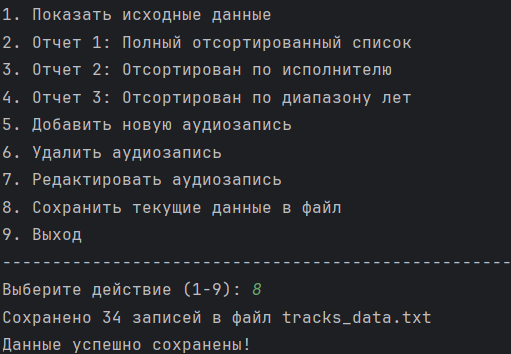 1. Показать исходные данные
2. Отчет 1: Полный отсортированный список
3. Отчет 2: Отсортирован по исполнителю
4. Отчет 3: Отсортирован по диапазону лет
5. Добавить новую аудиозапись
6. Удалить аудиозапись
7. Редактировать аудиозапись
8. Сохранить текущие данные в файл
9. Выход
---------------------------------------------------
Выберите действие (1-9): 8
Сохранено 34 записей в файл tracks_data.txt
Данные успешно сохранены!